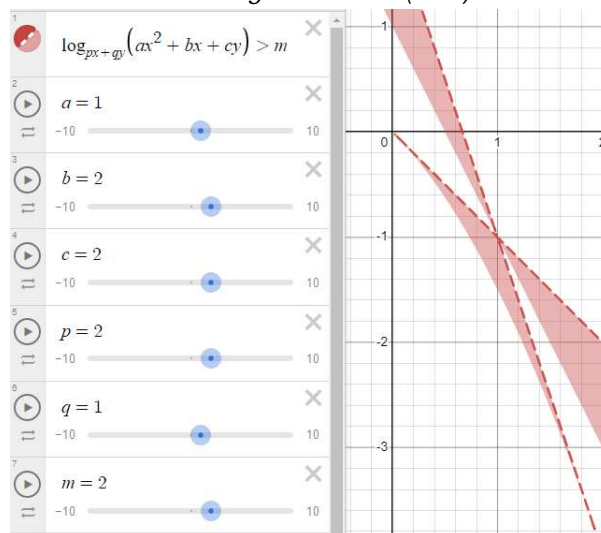 1
log_{px+qy}(ax² + bx + cy) > m
2
a = 1
-10 10
3
b = 2
-10 10
4
c = 2
-10 10
5
p = 2
-10 10
6
q = 1
-10 10
7
m = 2
-10 10
1
0 1 2
-1
-2
-3